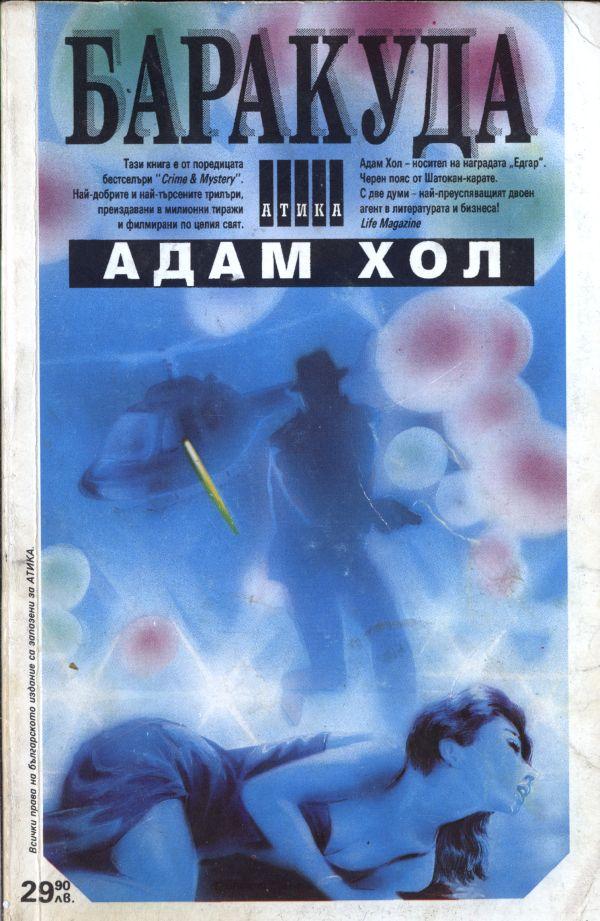 БАРАКУДА
Тази книга е от поредицата
бестселъри "Crime & Mystery".
Най-добрите и най-търсените трилъри,
преиздавани в милионни тиражи
и филмирани по целия свят.
АТИКА
Адам Хол – носител на наградата „Едгар“.
Черен пояс от Шатокан-карате.
С две думи – най-преуспяващият двоен
агент в литературата и бизнеса!
Life Magazine
АДАМ ХОЛ
Всички права на българското издание са запазени за АТИКА.
29 90
лв.